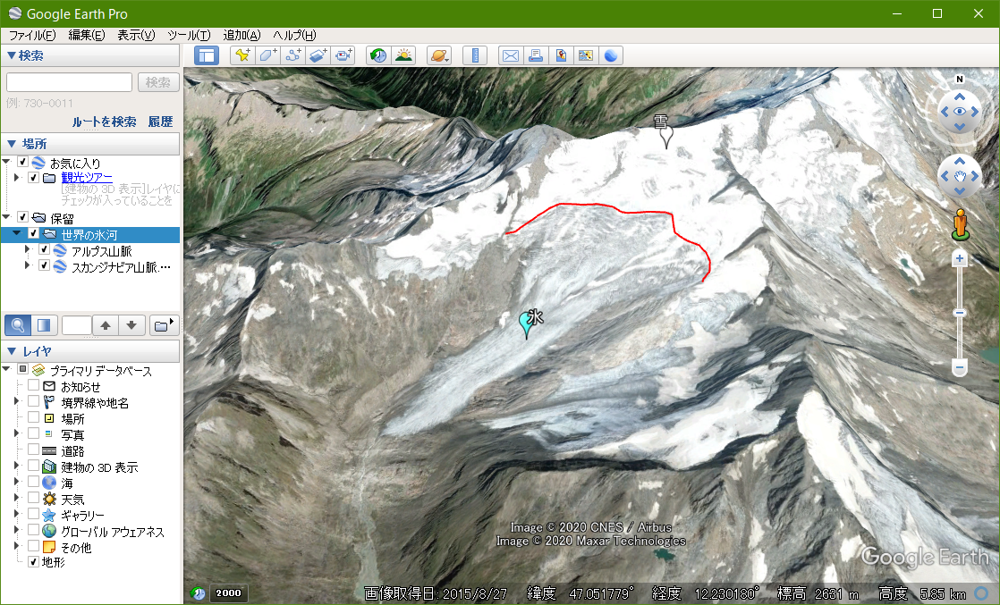 Google Earth Pro
ファイル(F) 編集(E) 表示(V) ツール(T) 追加(A) ヘルプ(H)
検索
検索
例: 730-0011
ルートを検索 履歴
場所
お気に入り
観光ツアー
[建物の 3D 表示]レイヤに
チェックが入っていることを
保留
世界の氷河
アルプス山脈
スカンジナビア山脈…
レイヤ
プライマリ データベース
お知らせ
境界線や地名
場所
写真
道路
建物の 3D 表示
海
天気
ギャラリー
グローバル アウェアネス
その他
地形
N
雪
氷
Image © 2020 CNES / Airbus
Image © 2020 Maxar Technologies
Google Earth
2000
画像取得日: 2015/8/27 緯度 47.051779° 経度 12.230180° 標高 2631 m 高度 5.85 km